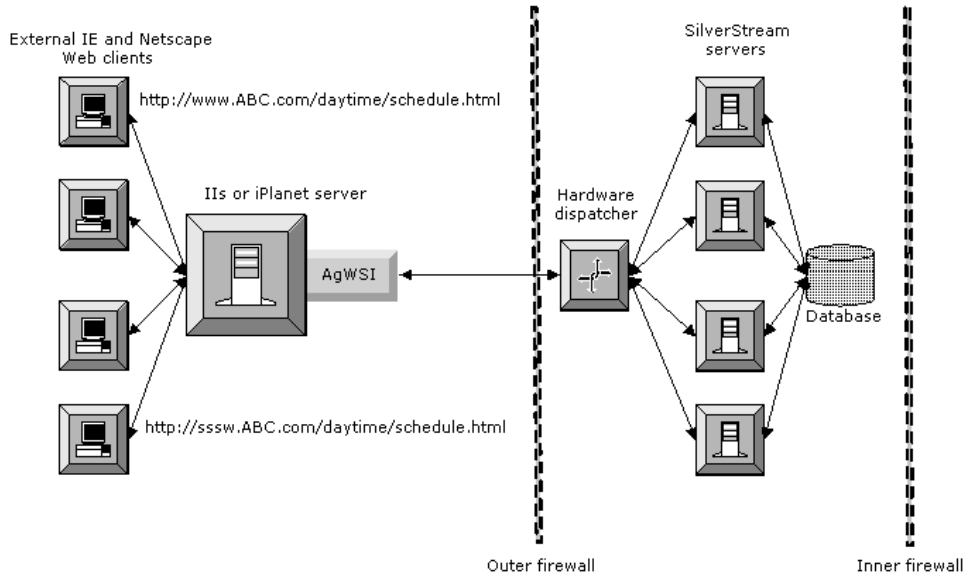 External IE and Netscape
Web clients
http://www.ABC.com/daytime/schedule.html
IIs or iPlanet server
AgWSI
http://sssw.ABC.com/daytime/schedule.html
Outer firewall
Hardware
dispatcher
SilverStream
servers
Database
Inner firewall